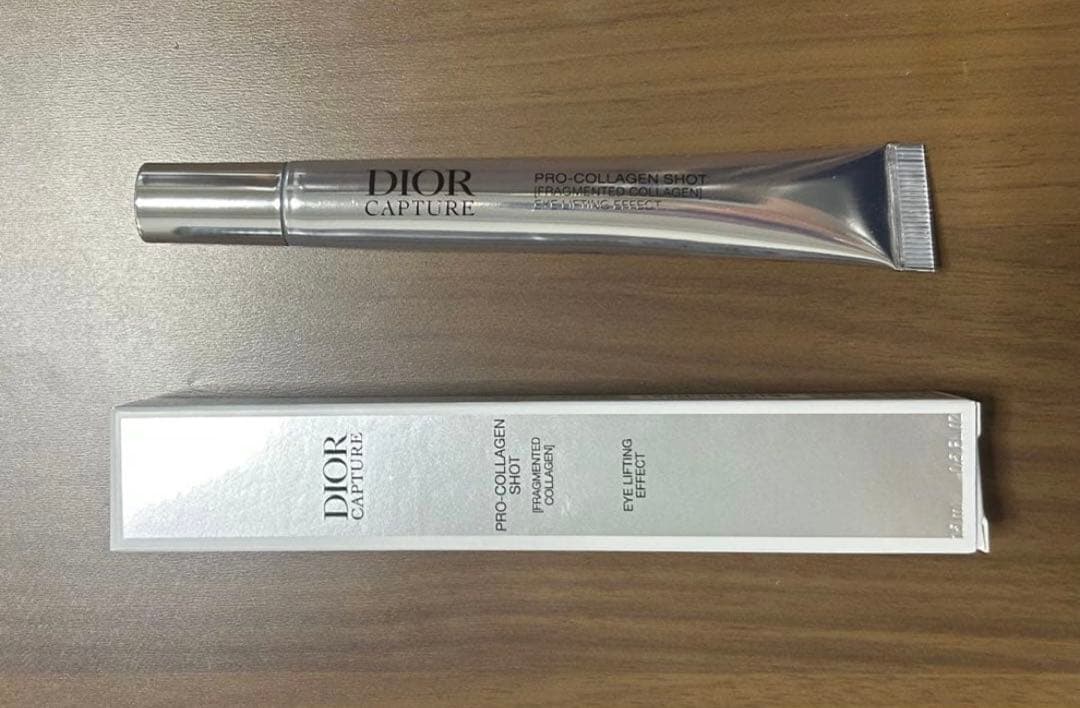 DIOR
CAPTURE
PRO-COLLAGEN SHOT
[FRAGMENTED COLLAGEN]
EYE LIFTING EFFECT
DIOR
CAPTURE
PRO-COLLAGEN
SHOT
[FRAGMENTED
COLLAGEN]
EYE LIFTING
EFFECT